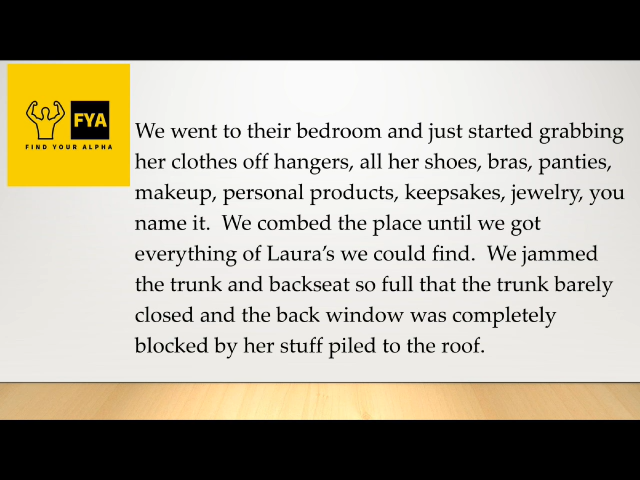 FYA
FIND YOUR ALPHA
We went to their bedroom and just started grabbing
her clothes off hangers, all her shoes, bras, panties,
makeup, personal products, keepsakes, jewelry, you
name it.  We combed the place until we got
everything of Laura’s we could find.  We jammed
the trunk and backseat so full that the trunk barely
closed and the back window was completely
blocked by her stuff piled to the roof.